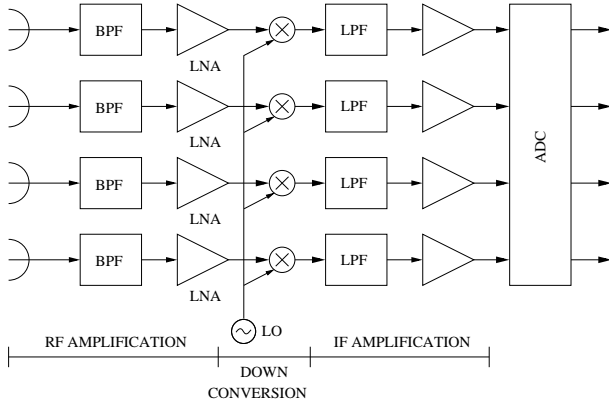 BPF
LNA
LPF
BPF
LNA
LPF
BPF
LNA
LPF
BPF
LNA
LPF
ADC
LO
RF AMPLIFICATION
DOWN
CONVERSION
IF AMPLIFICATION